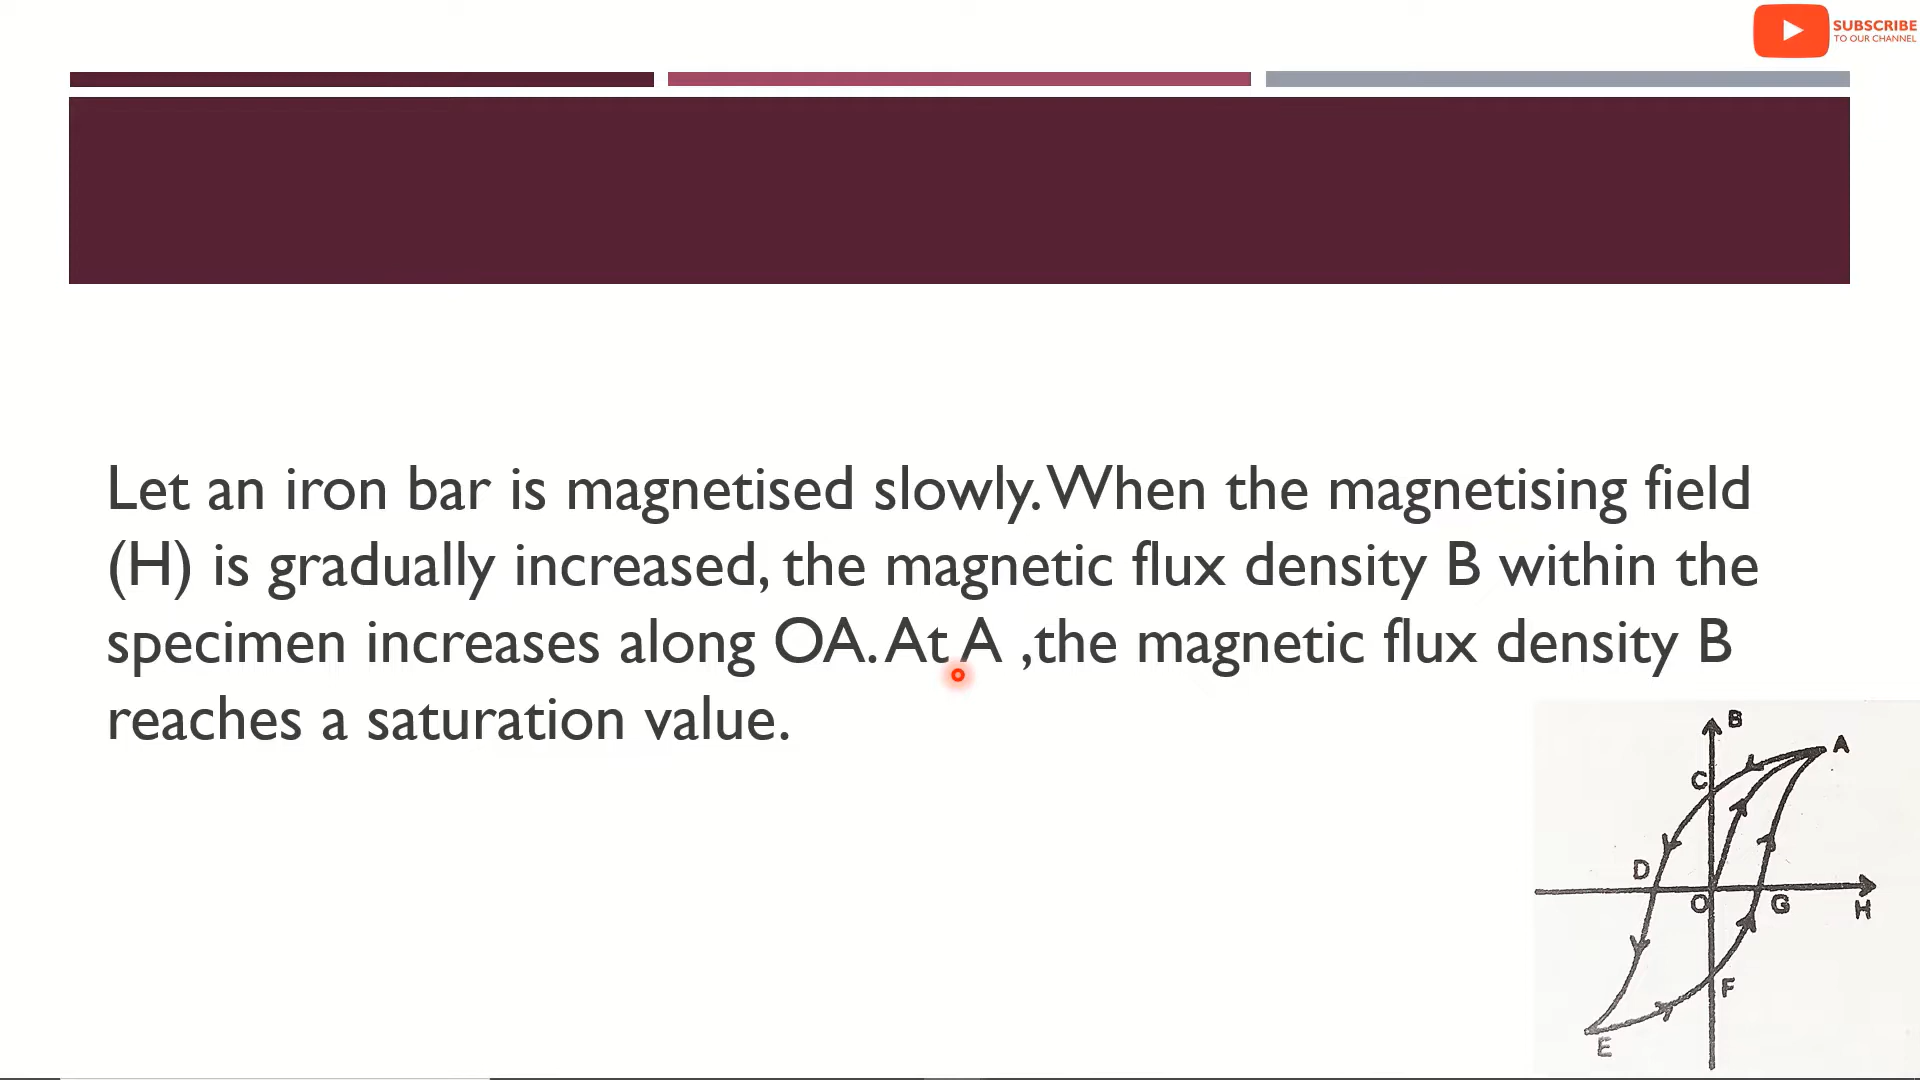 SUBSCRIBE
TO OUR CHANNEL
Let an iron bar is magnetised slowly. When the magnetising field
(H) is gradually increased, the magnetic flux density B within the
specimen increases along OA. At A ,the magnetic flux density B
reaches a saturation value.
B
A
C
D
O
G
H
F
E